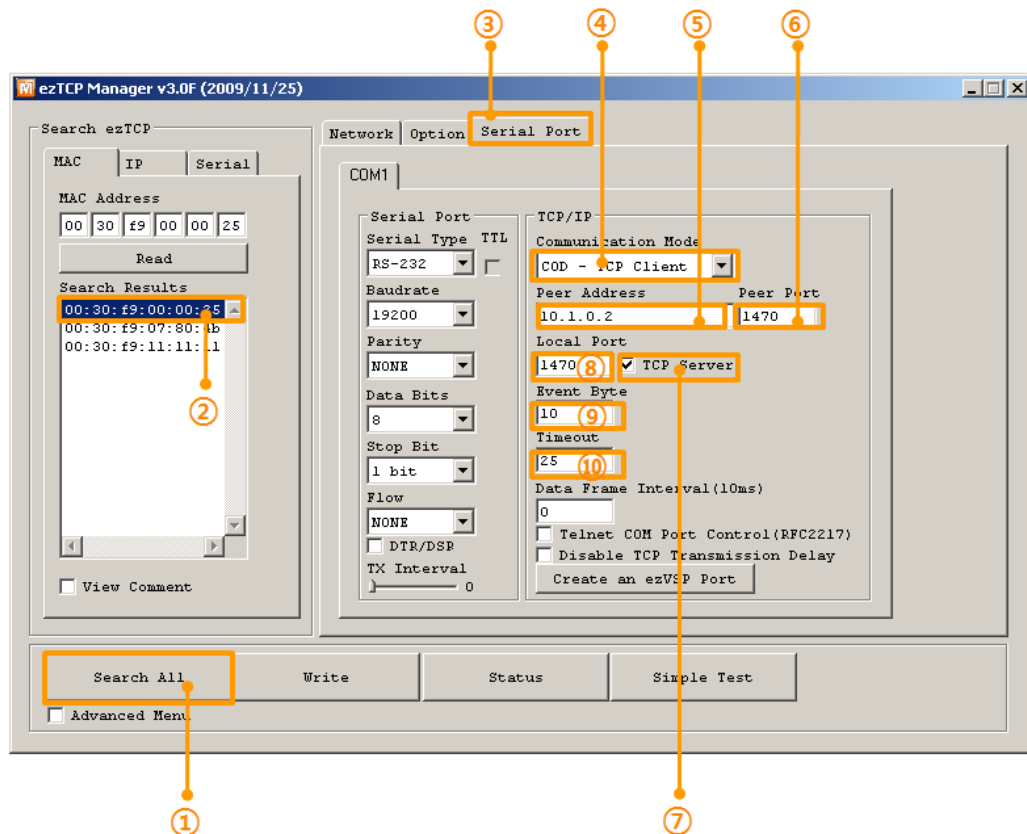 ③ ④ ⑤ ⑥
ezTCP Manager v3.0F (2009/11/25)
Search ezTCP
MAC IP Serial
MAC Address
00 30 f9 00 00 25
Read
Search Results
00:30:f9:00:00:25
00:30:f9:07:80:4b
00:30:f9:11:11:11
②
View Comment
Network Option Serial Port
COM1
Serial Port
Serial Type TTL
RS-232
Baudrate
19200
Parity
NONE
Data Bits
8
Stop Bit
1 bit
Flow
NONE
DTR/DSR
TX Interval
0
TCP/IP
Communication Mode
COD - TCP Client
Peer Address Peer Port
10.1.0.2 1470
Local Port
1470 ⑧ TCP Server
Event Byte
10 ⑨
Timeout
25 ⑩
Data Frame Interval(10ms)
0
Telnet COM Port Control(RFC2217)
Disable TCP Transmission Delay
Create an ezVSP Port
Search All Write Status Simple Test
Advanced Menu
① ⑦